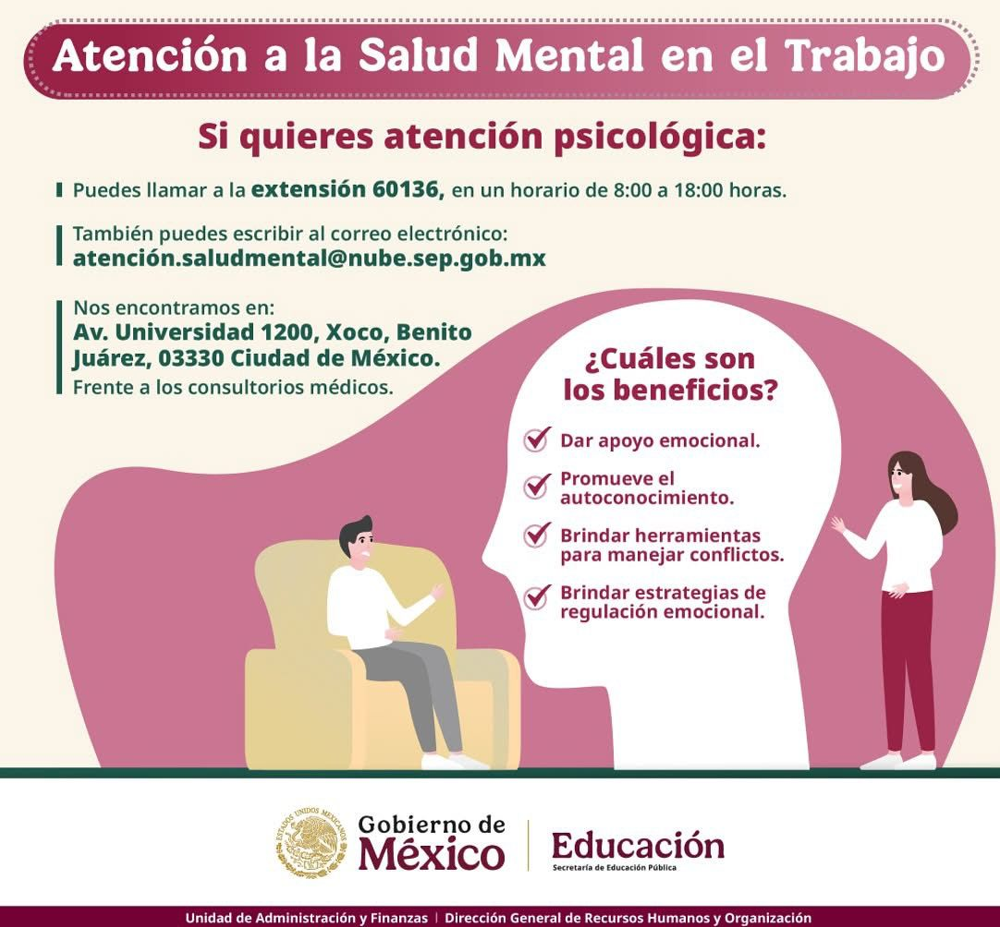 Atención a la Salud Mental en el Trabajo
Si quieres atención psicológica:
Puedes llamar a la extensión 60136, en un horario de 8:00 a 18:00 horas.
También puedes escribir al correo electrónico:
atención.saludmental@nube.sep.gob.mx
Nos encontramos en:
Av. Universidad 1200, Xoco, Benito
Juárez, 03330 Ciudad de México.
Frente a los consultorios médicos.
¿Cuáles son
los beneficios?
Dar apoyo emocional.
Promueve el
autoconocimiento.
Brindar herramientas
para manejar conflictos.
Brindar estrategias de
regulación emocional.
ESTADOS UNIDOS MEXICANOS
Gobierno de
México
Educación
Secretaría de Educación Pública
Unidad de Administración y Finanzas | Dirección General de Recursos Humanos y Organización